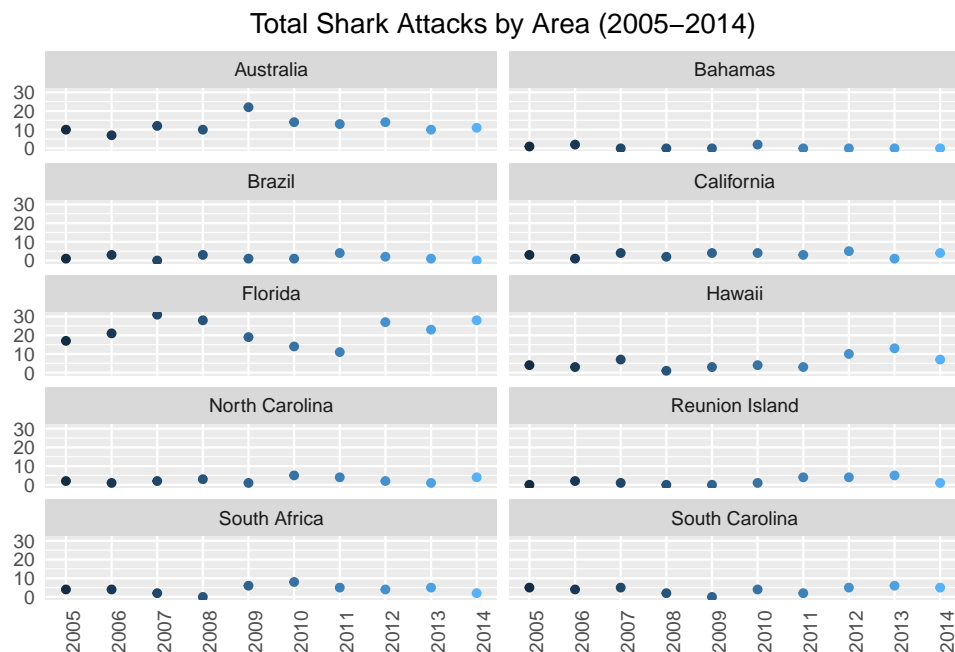 Total Shark Attacks by Area (2005–2014)
Australia
Bahamas
30
20
10
0
Brazil
California
30
20
10
0
Florida
Hawaii
30
20
10
0
North Carolina
Reunion Island
30
20
10
0
South Africa
South Carolina
30
20
10
0
2005 2006 2007 2008 2009 2010 2011 2012 2013 2014
2005 2006 2007 2008 2009 2010 2011 2012 2013 2014